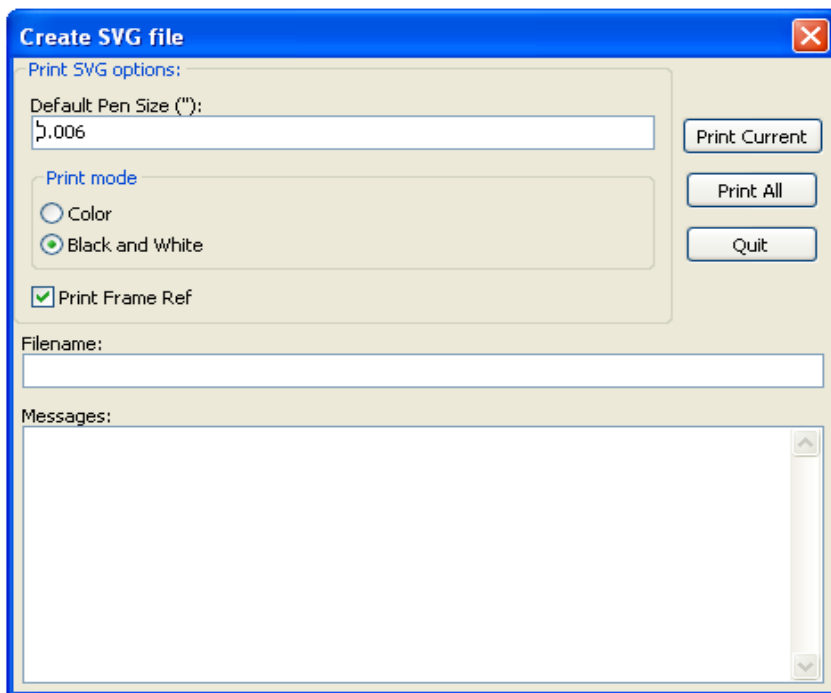 Create SVG file
Print SVG options:
Default Pen Size ("):
0.006
Print Current
Print mode
Print All
Color
Black and White
Quit
Print Frame Ref
Filename:
Messages: